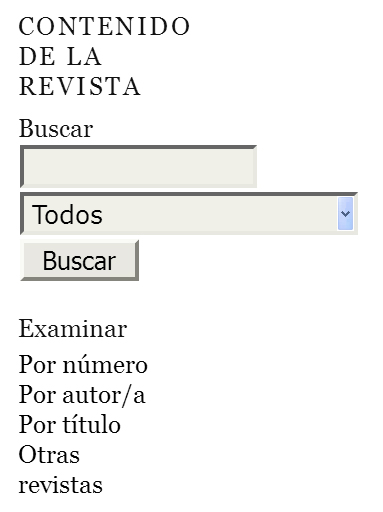 CONTENIDO
DE LA
REVISTA
Buscar
Todos
Buscar
Examinar
Por número
Por autor/a
Por título
Otras
revistas